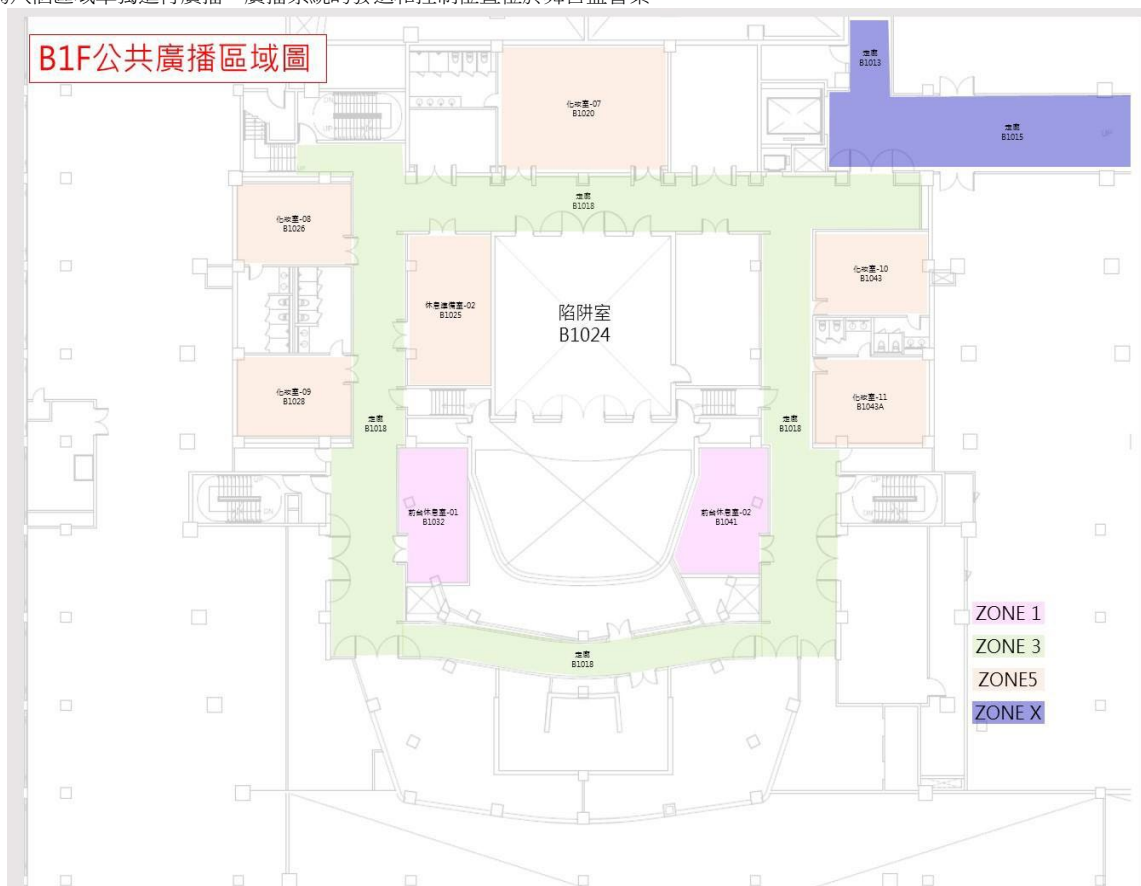 B1F公共廣播區域圖
走廊
B1013
化妝室-07
B1020
走廊
B1015
走廊
B1018
化妝室-08
B1026
化妝室-10
B1043
休息準備室-02
B1025
陷阱室
B1024
化妝室-09
B1028
化妝室-11
B1043A
走廊
B1018
走廊
B1018
前台休息室-01
B1032
前台休息室-02
B1041
ZONE 1
ZONE 3
ZONE5
ZONE X
走廊
B1018